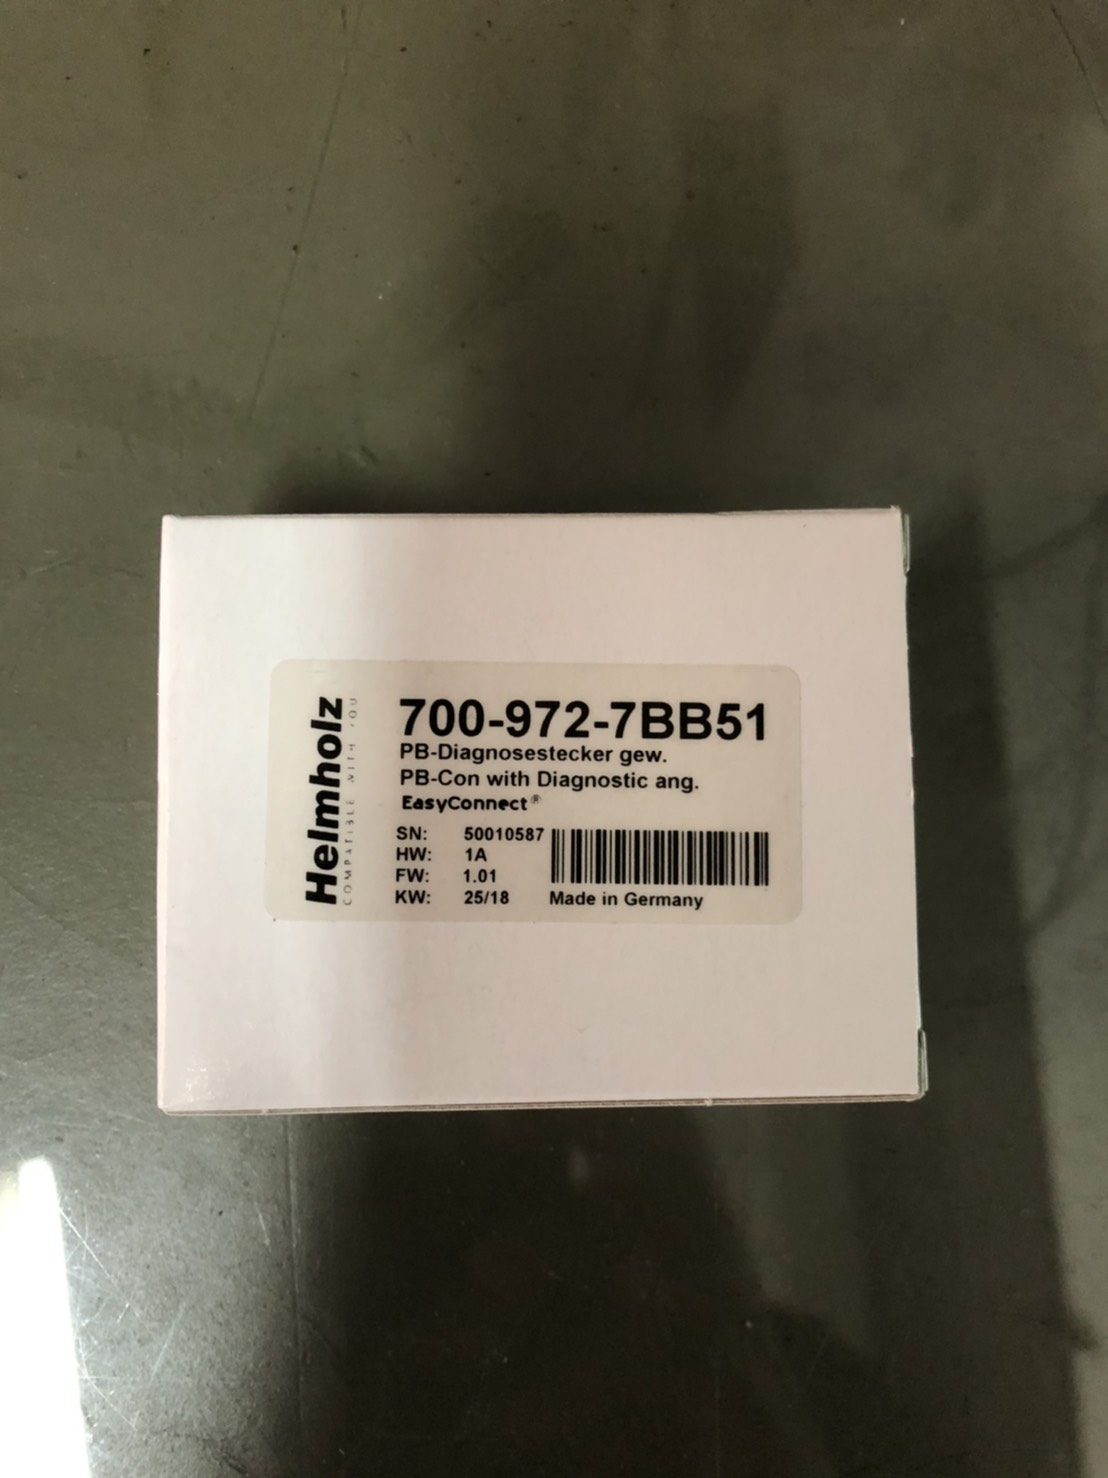 Helmholz
COMPATIBLE WITH YOU
700-972-7BB51
PB-Diagnosestecker gew.
PB-Con with Diagnostic ang.
EasyConnect®
SN: 50010587
HW: 1A
FW: 1.01
KW: 25/18 Made in Germany